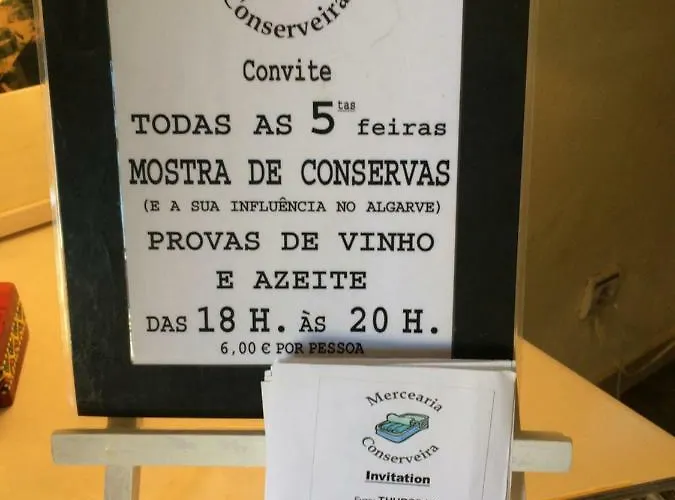 Conserveira
Convite
TODAS AS 5tas feiras
MOSTRA DE CONSERVAS
(E A SUA INFLUÊNCIA NO ALGARVE)
PROVAS DE VINHO
E AZEITE
DAS 18 H. ÀS 20 H.
6,00 € POR PESSOA
Mercearia
Conserveira
Invitation